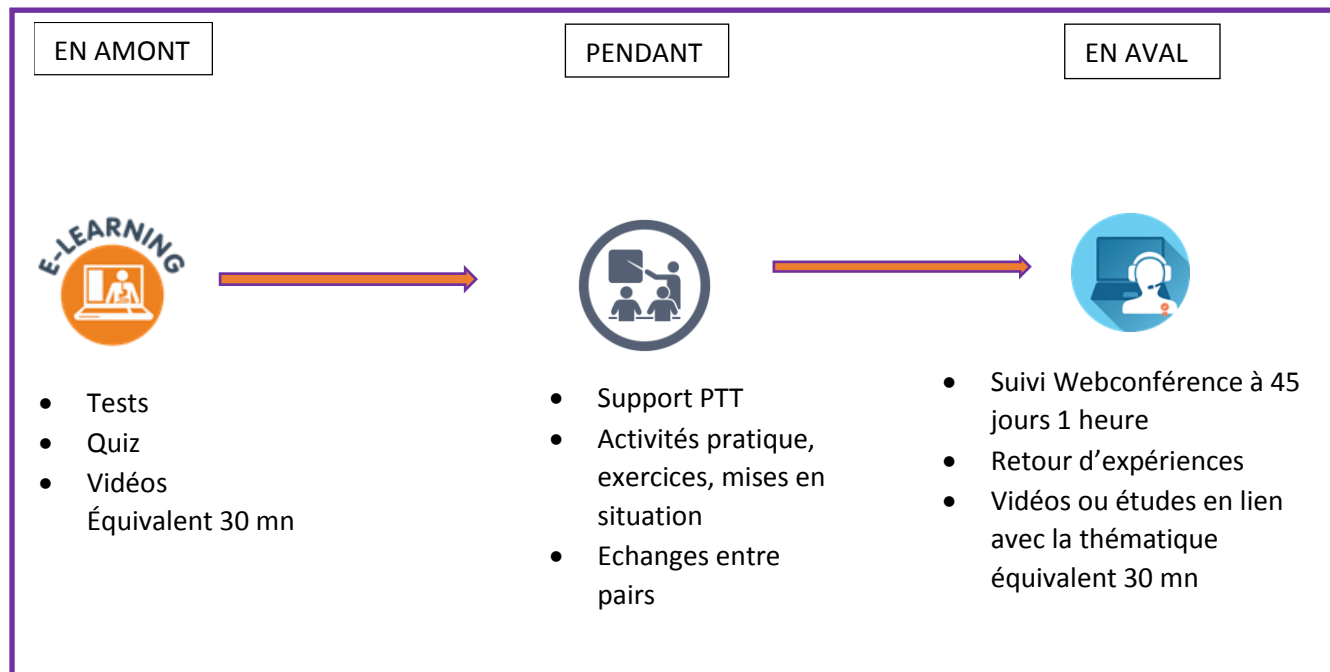 EN AMONT
PENDANT
EN AVAL
E-LEARNING
• Tests
• Quiz
• Vidéos
Équivalent 30 mn
• Support PTT
• Activités pratique,
exercices, mises en
situation
• Echanges entre
pairs
• Suivi Webconférence à 45
jours 1 heure
• Retour d’expériences
• Vidéos ou études en lien
avec la thématique
équivalent 30 mn